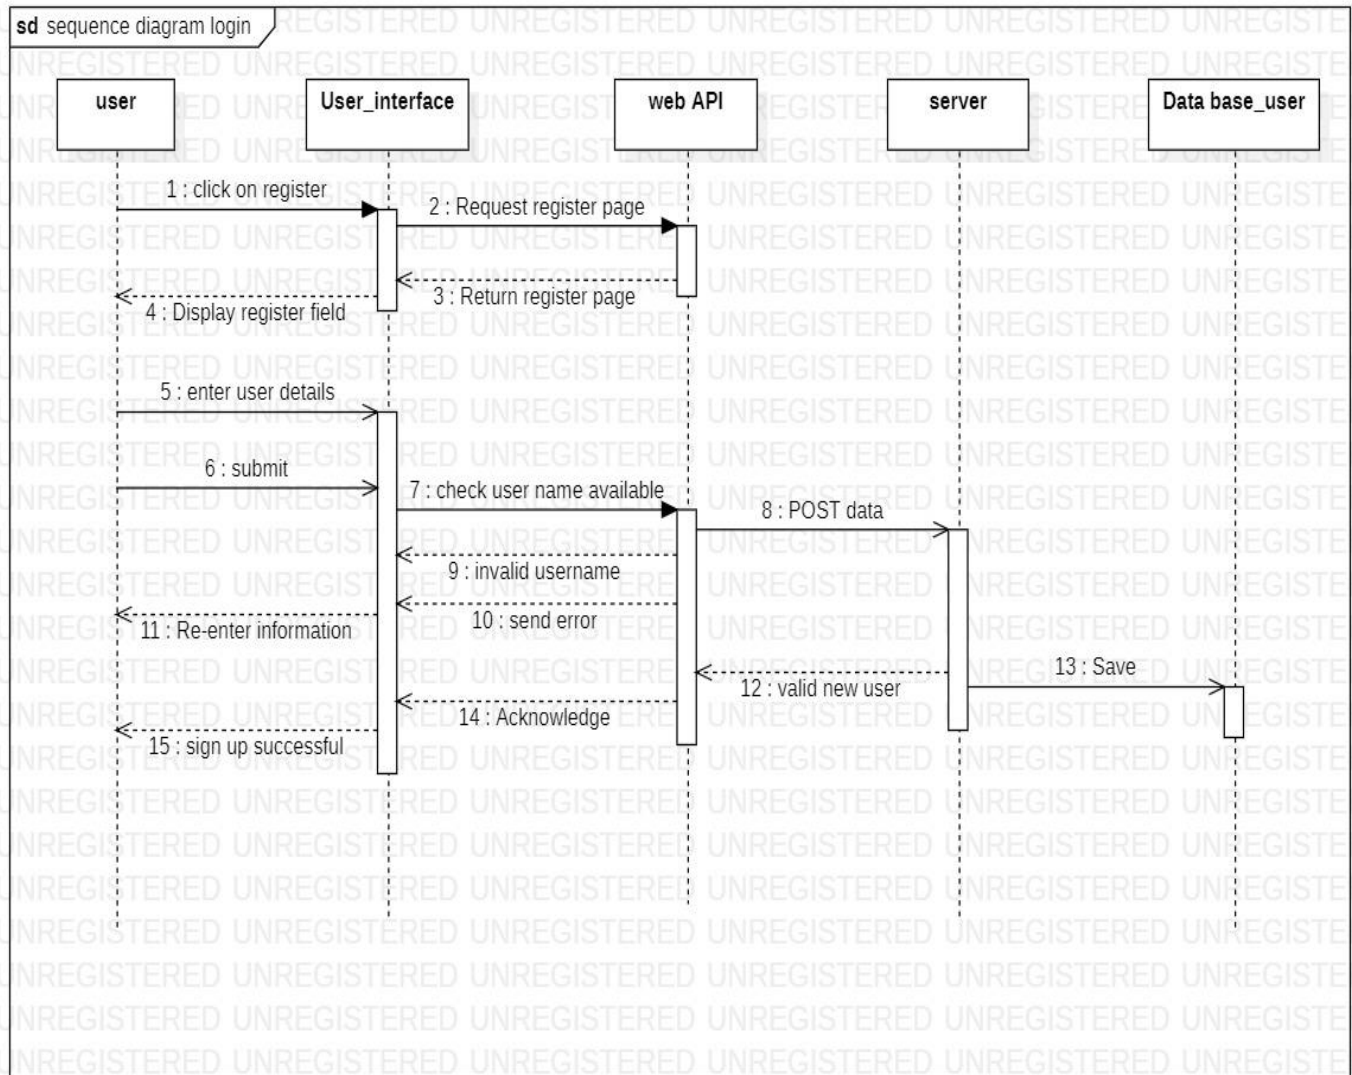 sd sequence diagram login
user
User_interface
web API
server
Data base_user
1 : click on register
2 : Request register page
3 : Return register page
4 : Display register field
5 : enter user details
6 : submit
7 : check user name available
8 : POST data
9 : invalid username
10 : send error
11 : Re-enter information
12 : valid new user
13 : Save
14 : Acknowledge
15 : sign up successful
UNREGISTERED